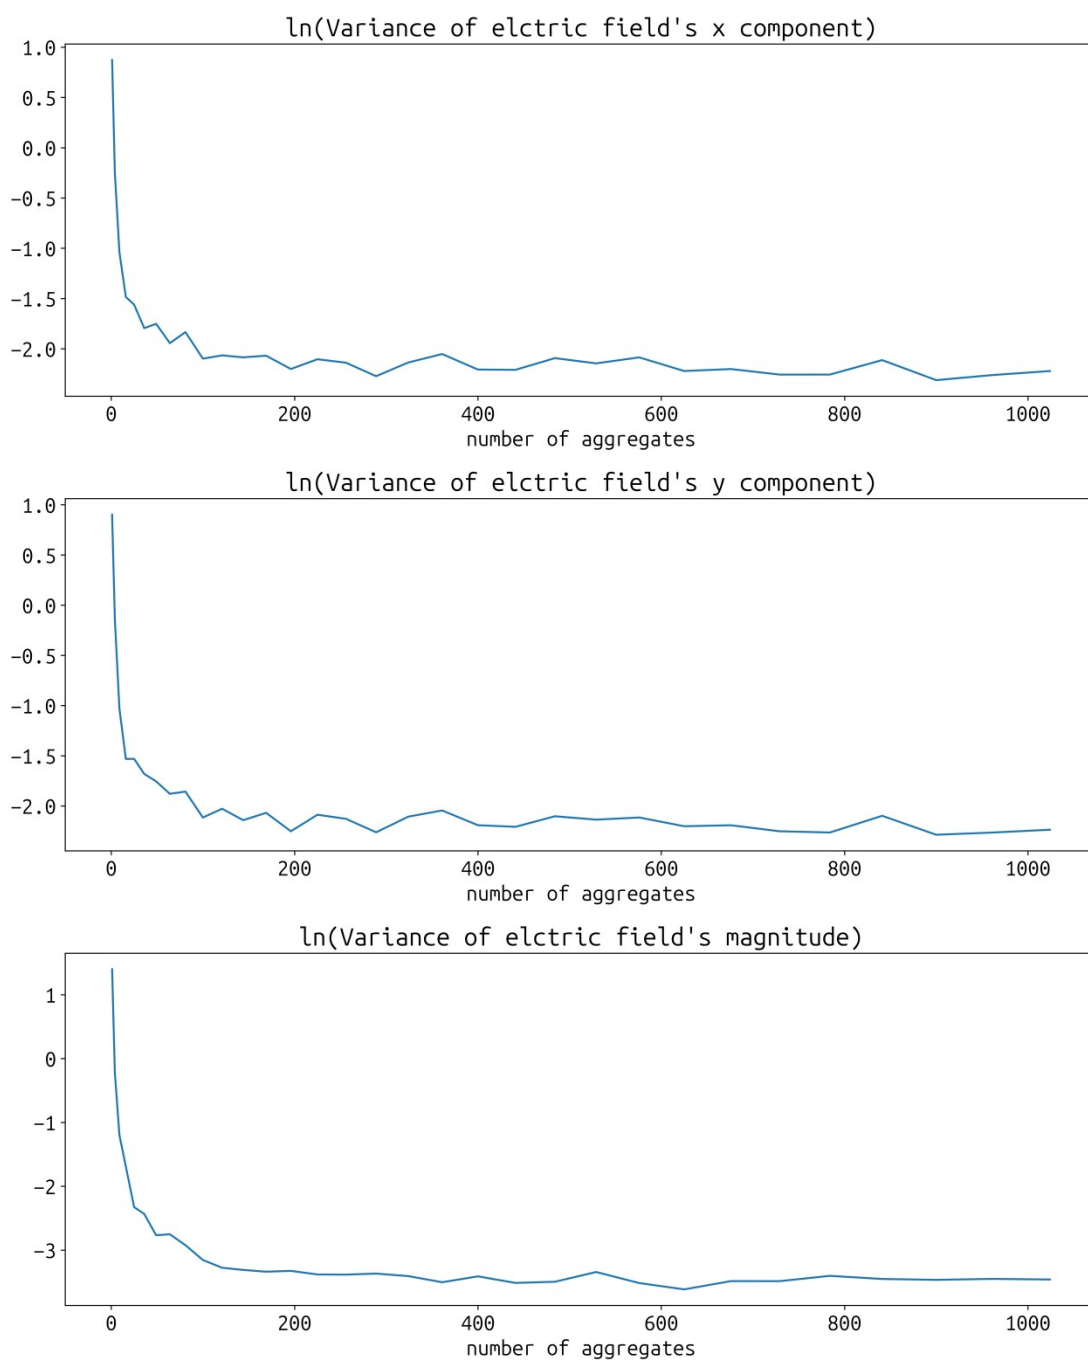 ln(Variance of elctric field's x component)
1.0
0.5
0.0
−0.5
−1.0
−1.5
−2.0
0 200 400 600 800 1000
number of aggregates
ln(Variance of elctric field's y component)
1.0
0.5
0.0
−0.5
−1.0
−1.5
−2.0
0 200 400 600 800 1000
number of aggregates
ln(Variance of elctric field's magnitude)
1
0
−1
−2
−3
0 200 400 600 800 1000
number of aggregates